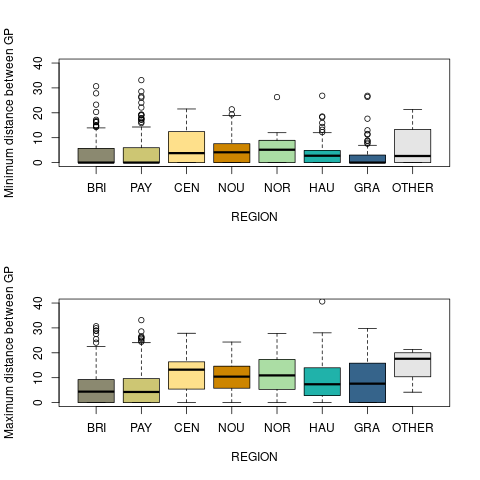 Minimum distance between GP
40
30
20
10
0
BRI PAY CEN NOU NOR HAU GRA OTHER
REGION
Maximum distance between GP
40
30
20
10
0
BRI PAY CEN NOU NOR HAU GRA OTHER
REGION